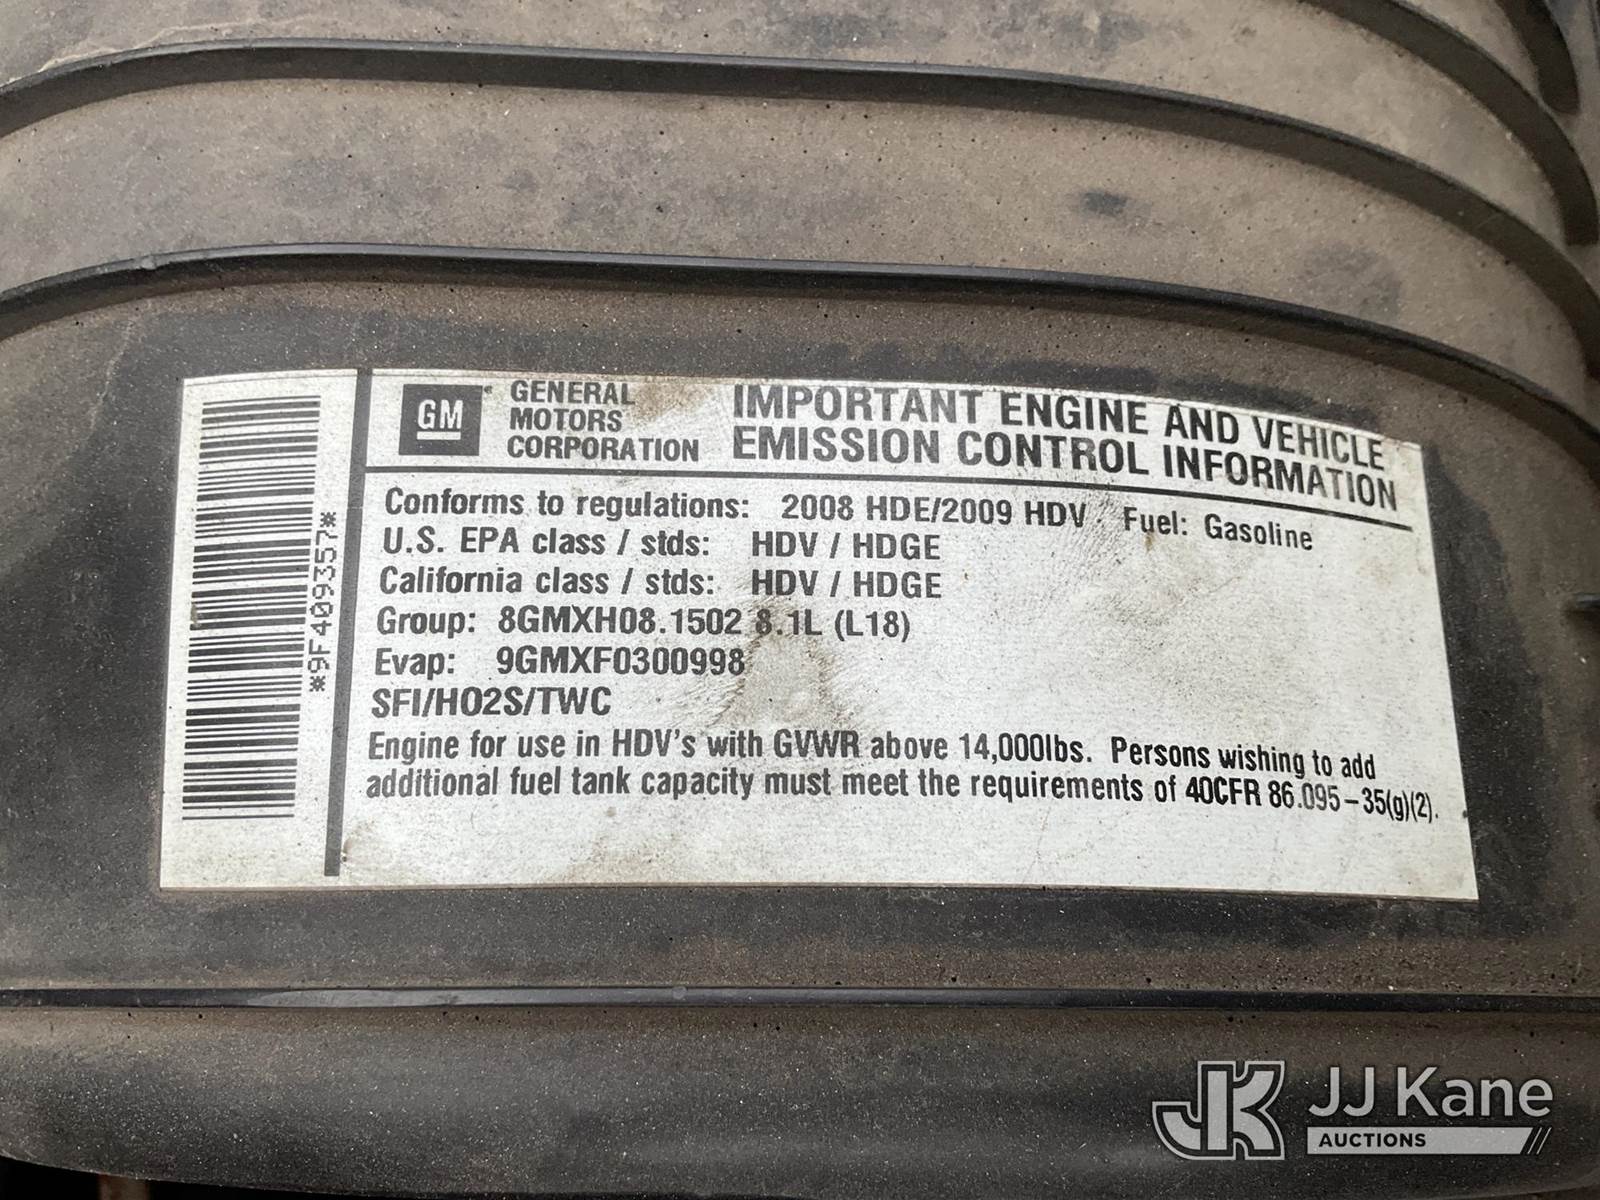 GM
GENERAL
MOTORS
CORPORATION
IMPORTANT ENGINE AND VEHICLE
EMISSION CONTROL INFORMATION
Conforms to regulations: 2008 HDE/2009 HDV Fuel: Gasoline
U.S. EPA class / stds: HDV / HDGE
California class / stds: HDV / HDGE
Group: 8GMXH08.1502 8.1L (L18)
Evap: 9GMXF0300998
SFI/HO2S/TWC
Engine for use in HDV's with GVWR above 14,000lbs. Persons wishing to add
additional fuel tank capacity must meet the requirements of 40CFR 86.095-35(g)(2).
*9F409357*
JK
JJ Kane
AUCTIONS